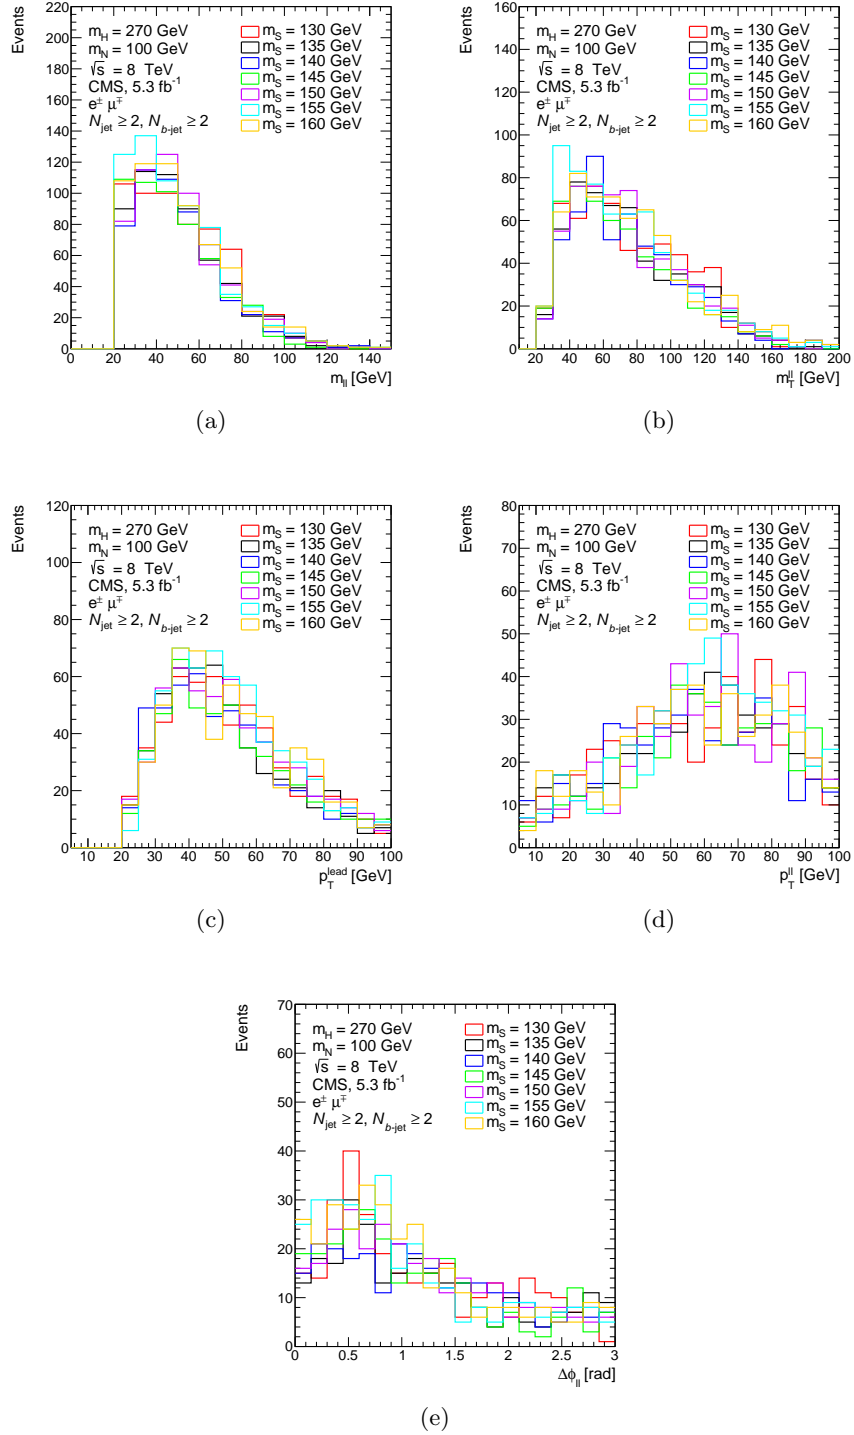 Events
220
200
180
160
140
120
100
80
60
40
20
0
m_H = 270 GeV
m_N = 100 GeV
√s = 8 TeV
CMS, 5.3 fb⁻¹
e± μ∓
N_jet ≥ 2, N_b-jet ≥ 2
m_S = 130 GeV
m_S = 135 GeV
m_S = 140 GeV
m_S = 145 GeV
m_S = 150 GeV
m_S = 155 GeV
m_S = 160 GeV
0 20 40 60 80 100 120 140
m_ll [GeV]
(a)
Events
160
140
120
100
80
60
40
20
0
m_H = 270 GeV
m_N = 100 GeV
√s = 8 TeV
CMS, 5.3 fb⁻¹
e± μ∓
N_jet ≥ 2, N_b-jet ≥ 2
m_S = 130 GeV
m_S = 135 GeV
m_S = 140 GeV
m_S = 145 GeV
m_S = 150 GeV
m_S = 155 GeV
m_S = 160 GeV
20 40 60 80 100 120 140 160 180 200
m_T^ll [GeV]
(b)
Events
120
100
80
60
40
20
0
m_H = 270 GeV
m_N = 100 GeV
√s = 8 TeV
CMS, 5.3 fb⁻¹
e± μ∓
N_jet ≥ 2, N_b-jet ≥ 2
m_S = 130 GeV
m_S = 135 GeV
m_S = 140 GeV
m_S = 145 GeV
m_S = 150 GeV
m_S = 155 GeV
m_S = 160 GeV
10 20 30 40 50 60 70 80 90 100
p_T^lead [GeV]
(c)
Events
80
70
60
50
40
30
20
10
0
m_H = 270 GeV
m_N = 100 GeV
√s = 8 TeV
CMS, 5.3 fb⁻¹
e± μ∓
N_jet ≥ 2, N_b-jet ≥ 2
m_S = 130 GeV
m_S = 135 GeV
m_S = 140 GeV
m_S = 145 GeV
m_S = 150 GeV
m_S = 155 GeV
m_S = 160 GeV
10 20 30 40 50 60 70 80 90 100
p_T^ll [GeV]
(d)
Events
70
60
50
40
30
20
10
0
m_H = 270 GeV
m_N = 100 GeV
√s = 8 TeV
CMS, 5.3 fb⁻¹
e± μ∓
N_jet ≥ 2, N_b-jet ≥ 2
m_S = 130 GeV
m_S = 135 GeV
m_S = 140 GeV
m_S = 145 GeV
m_S = 150 GeV
m_S = 155 GeV
m_S = 160 GeV
0 0.5 1 1.5 2 2.5 3
Δϕ_ll [rad]
(e)